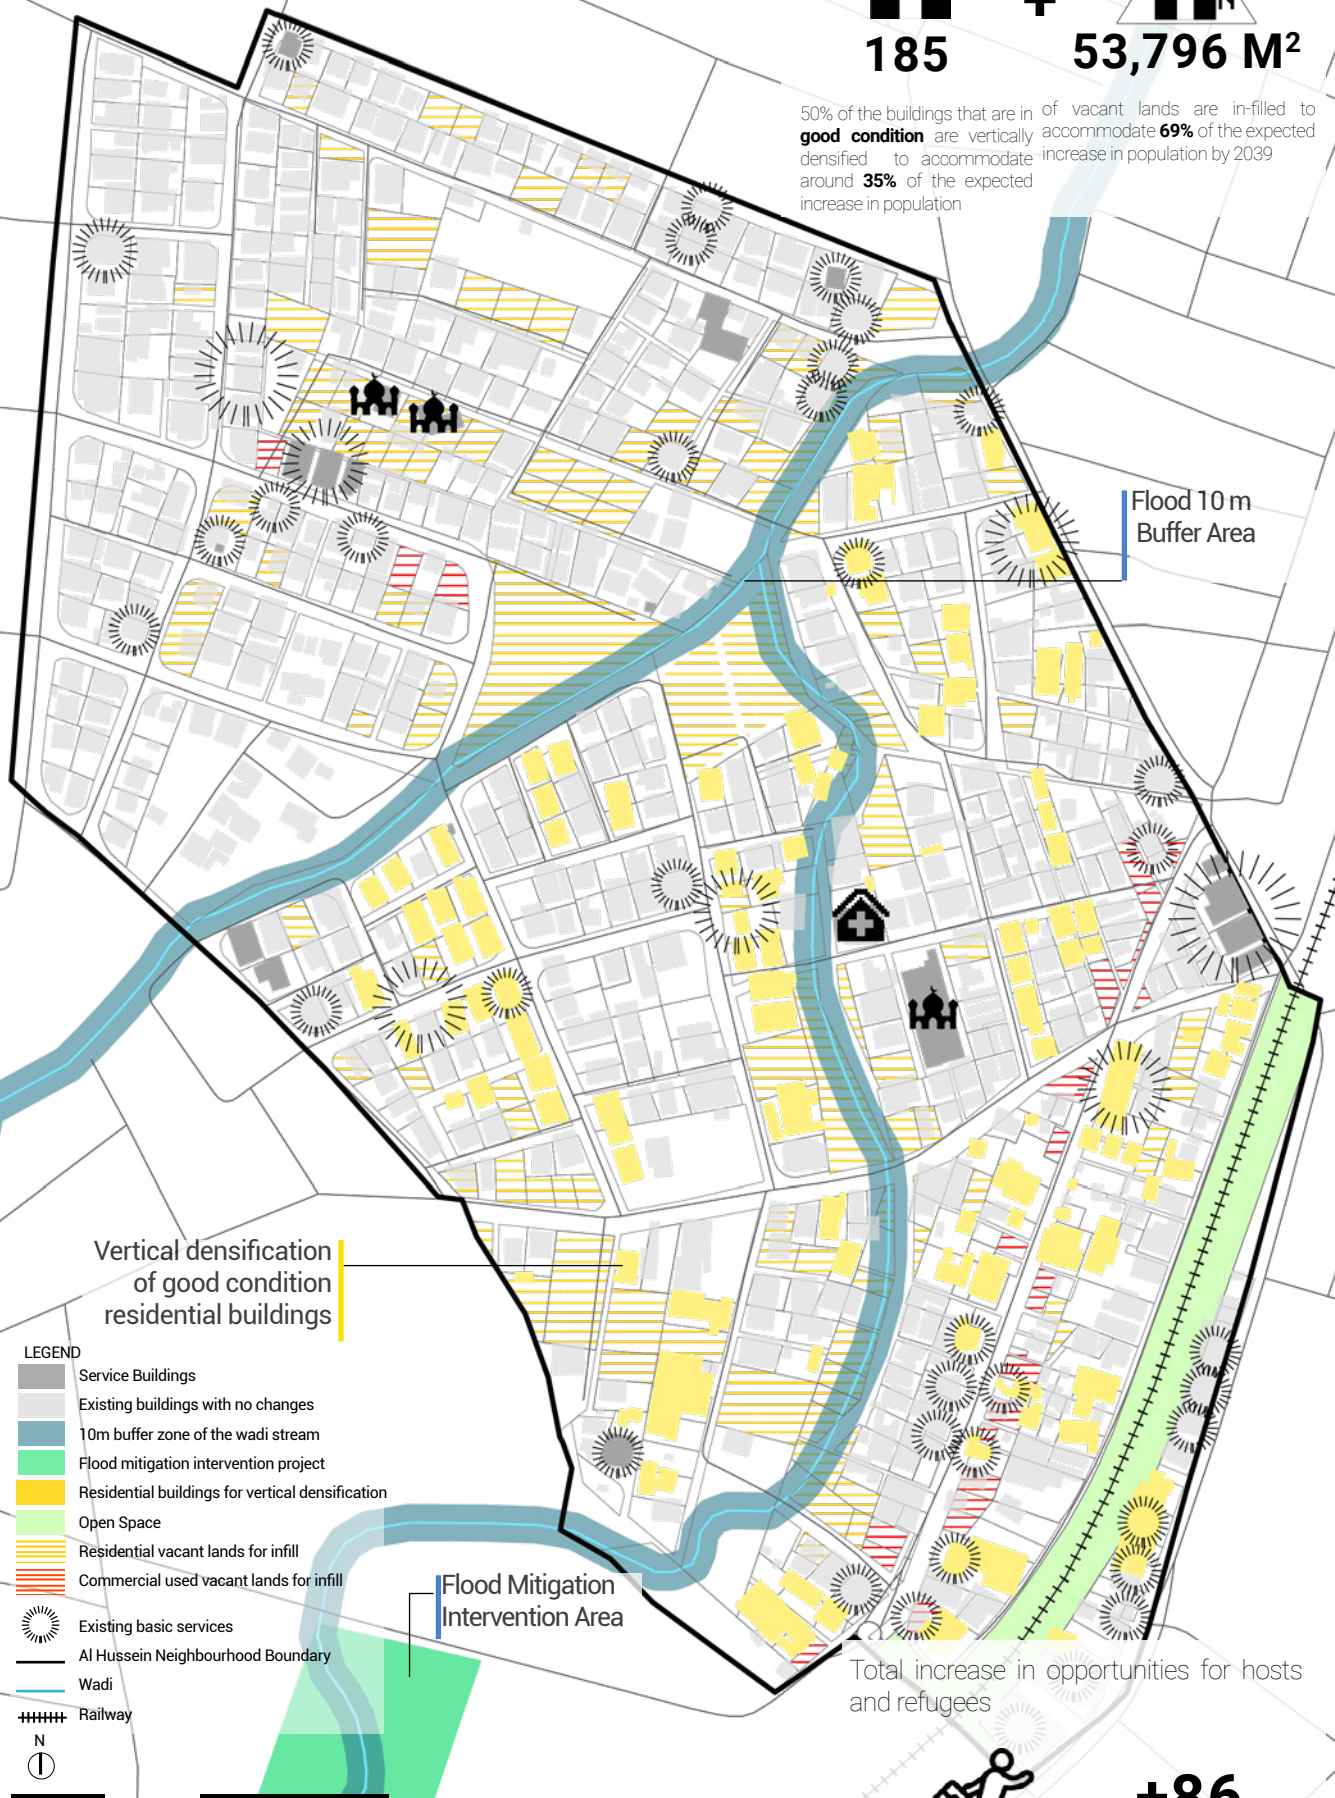 +
185
53,796 M²
50% of the buildings that are in
good condition are vertically
densified to accommodate
around 35% of the expected
increase in population
of vacant lands are in-filled to
accommodate 69% of the expected
increase in population by 2039
Flood 10 m
Buffer Area
Vertical densification
of good condition
residential buildings
LEGEND
Service Buildings
Existing buildings with no changes
10m buffer zone of the wadi stream
Flood mitigation intervention project
Residential buildings for vertical densification
Open Space
Residential vacant lands for infill
Commercial used vacant lands for infill
Existing basic services
Al Hussein Neighbourhood Boundary
Wadi
Railway
N
Flood Mitigation
Intervention Area
Total increase in opportunities for hosts
and refugees
+86